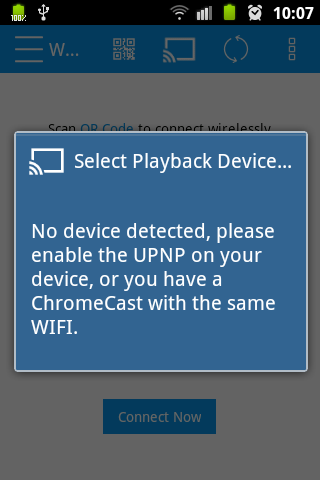 100%
10:07
W...
Scan QR Code to connect wirelessly
Select Playback Device...
No device detected, please
enable the UPNP on your
device, or you have a
ChromeCast with the same
WIFI.
Connect Now